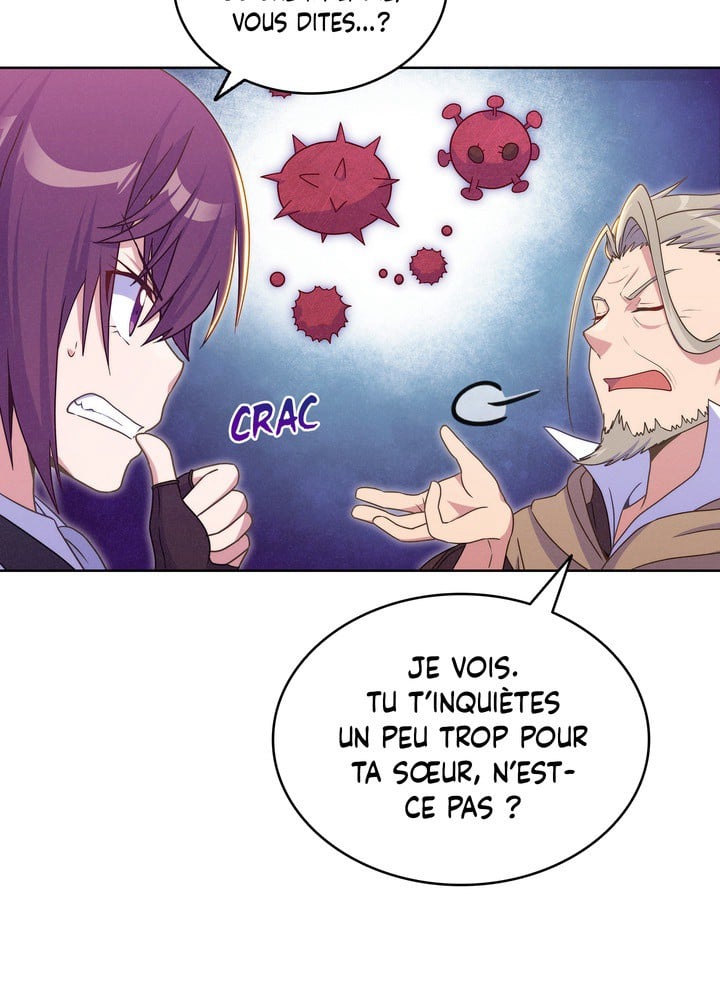 VOUS DITES...?
CRAC
JE VOIS.
TU T'INQUIÈTES
UN PEU TROP POUR
TA SŒUR, N'EST-
CE PAS ?